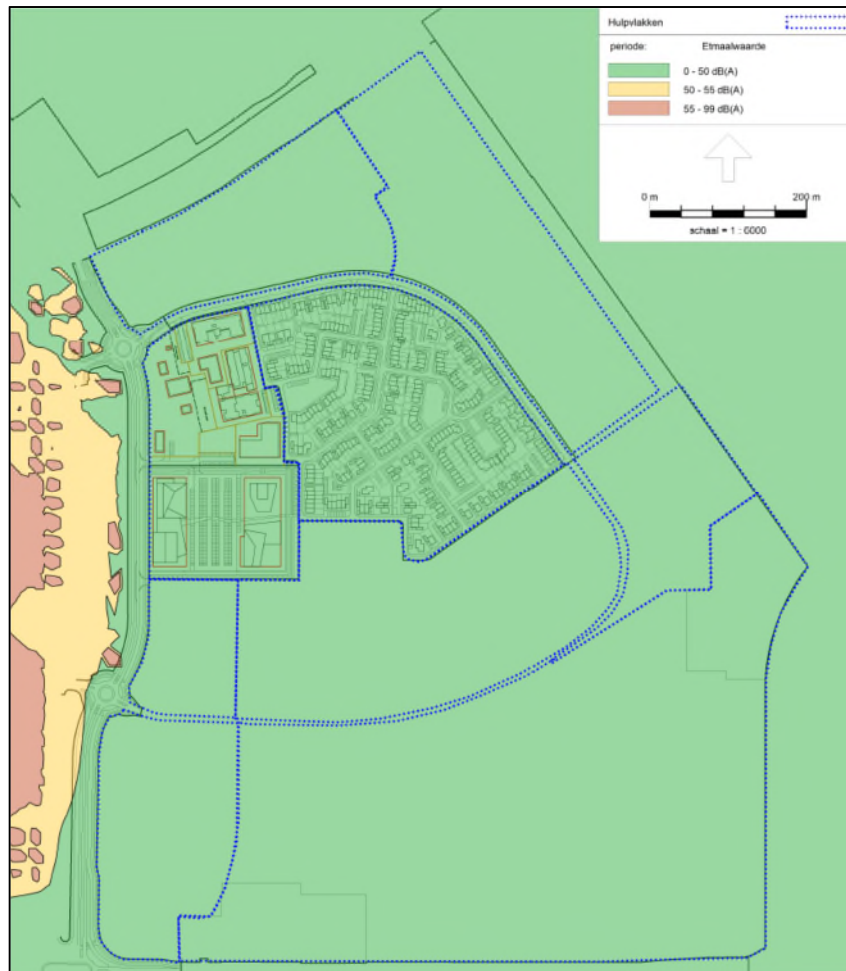 Hulpvlakken
periode: Etmaalwaarde
0 - 50 dB(A)
50 - 55 dB(A)
55 - 99 dB(A)
0 m 200 m
schaal = 1 : 6000